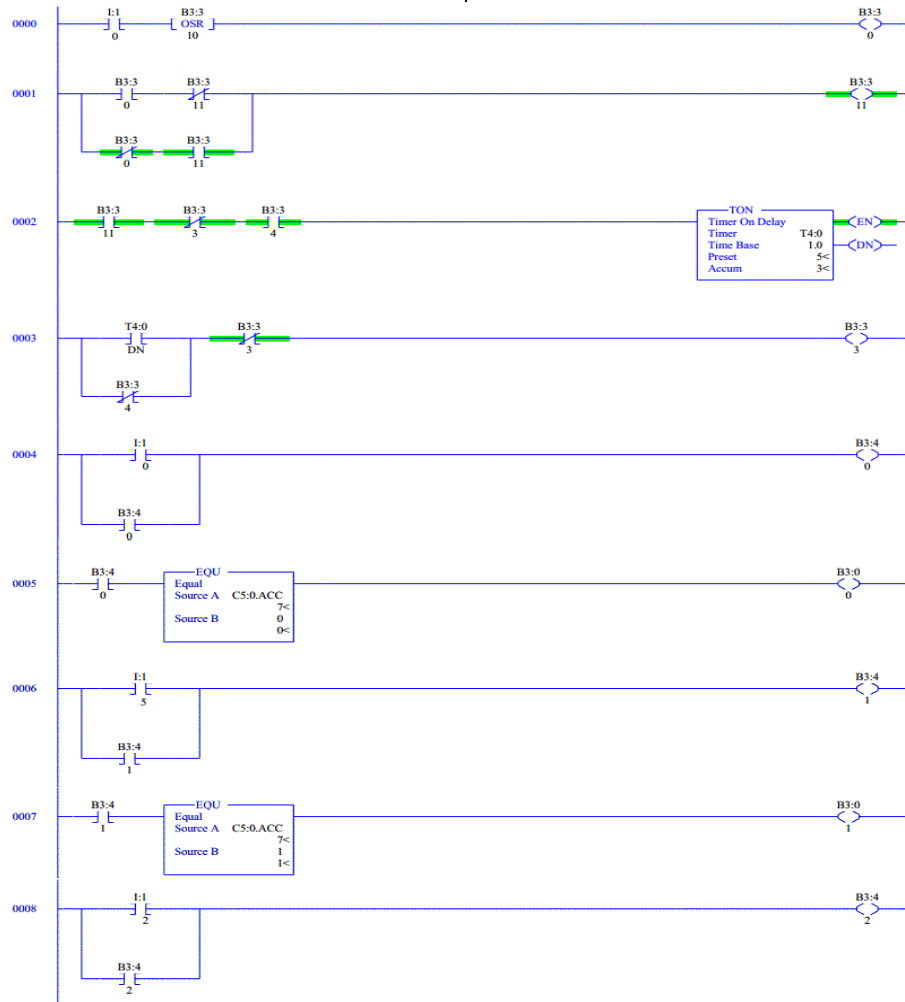 I:1 B3:3 B3:3
0000 OSR
0 10 0
B3:3 B3:3 B3:3
0001
0 11 11
B3:3 B3:3
0 11
B3:3 B3:3 B3:3 TON
0002 Timer On Delay EN
11 3 4 Timer T4:0
Time Base 1.0 DN
Preset 5<
Accum 3<
T4:0 B3:3 B3:3
0003
DN 3 3
B3:3
4
I:1 B3:4
0004
0 0
B3:4
0
B3:4 EQU B3:0
0005 Equal
0 Source A C5:0.ACC 0
7<
Source B 0
0<
I:1 B3:4
0006
5 1
B3:4
1
B3:4 EQU B3:0
0007 Equal
1 Source A C5:0.ACC 1
7<
Source B 1
1<
I:1 B3:4
0008
2 2
B3:4
2